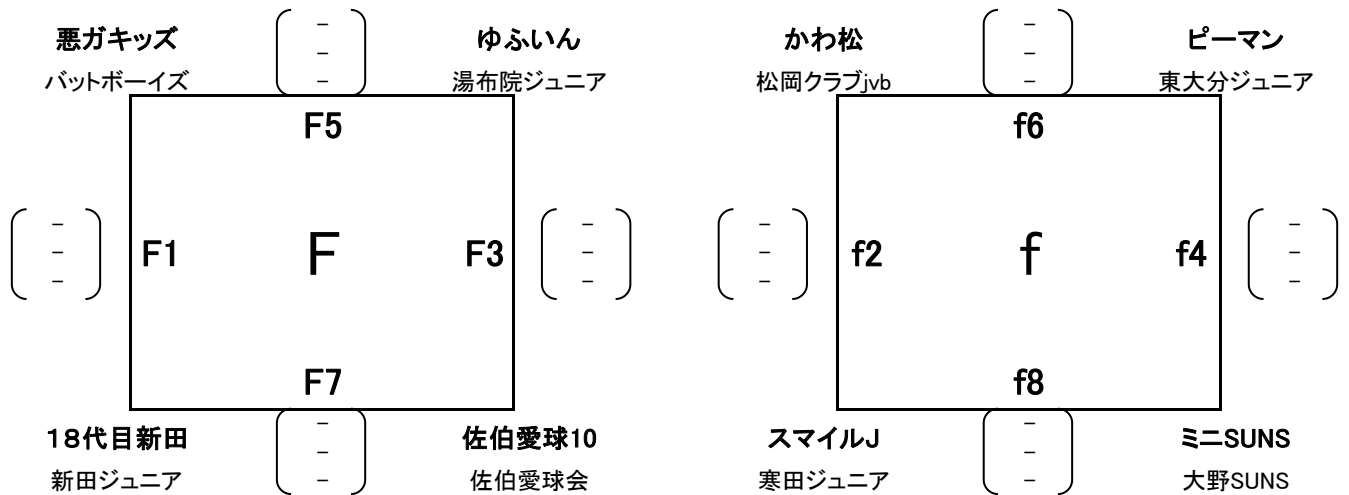 悪ガキッズ
バットボーイズ
ゆふいん
湯布院ジュニア
-
-
-
F5
F1
-
-
-
F
F3
-
-
-
F7
18代目新田
新田ジュニア
佐伯愛球10
佐伯愛球会
-
-
-
かわ松
松岡クラブjvb
ピーマン
東大分ジュニア
-
-
-
f6
f2
-
-
-
f
f4
-
-
-
f8
スマイルJ
寒田ジュニア
ミニSUNS
大野SUNS
-
-
-